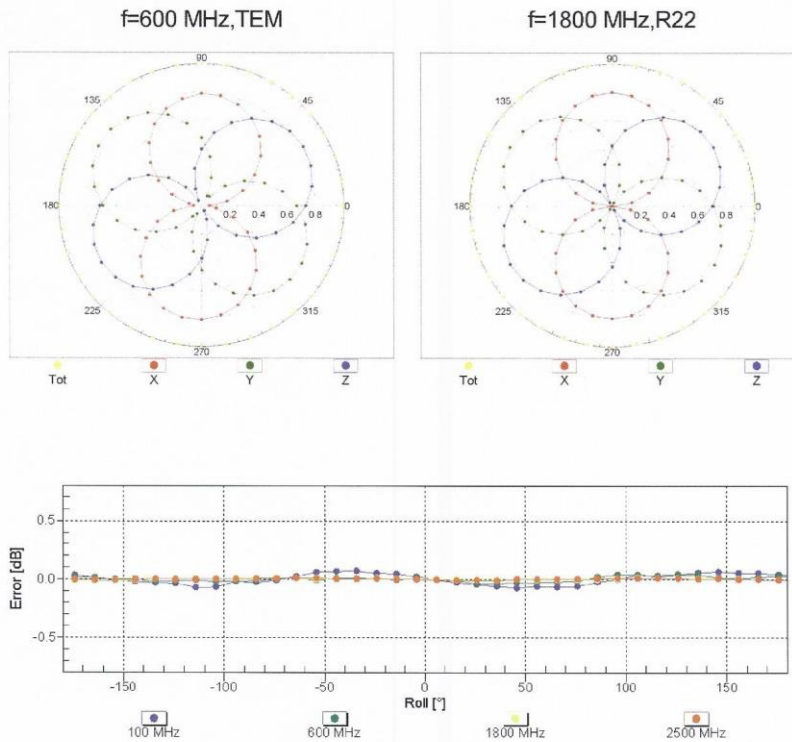 f=600 MHz,TEM
f=1800 MHz,R22
90
135
45
180
0.2 0.4 0.6 0.8
0
225
315
270
Tot X Y Z
90
135
45
180
0.2 0.4 0.6 0.8
0
225
315
270
Tot X Y Z
Error [dB]
0.5
0.0
-0.5
-150 -100 -50 0 50 100 150
Roll [°]
100 MHz 600 MHz 1800 MHz 2500 MHz